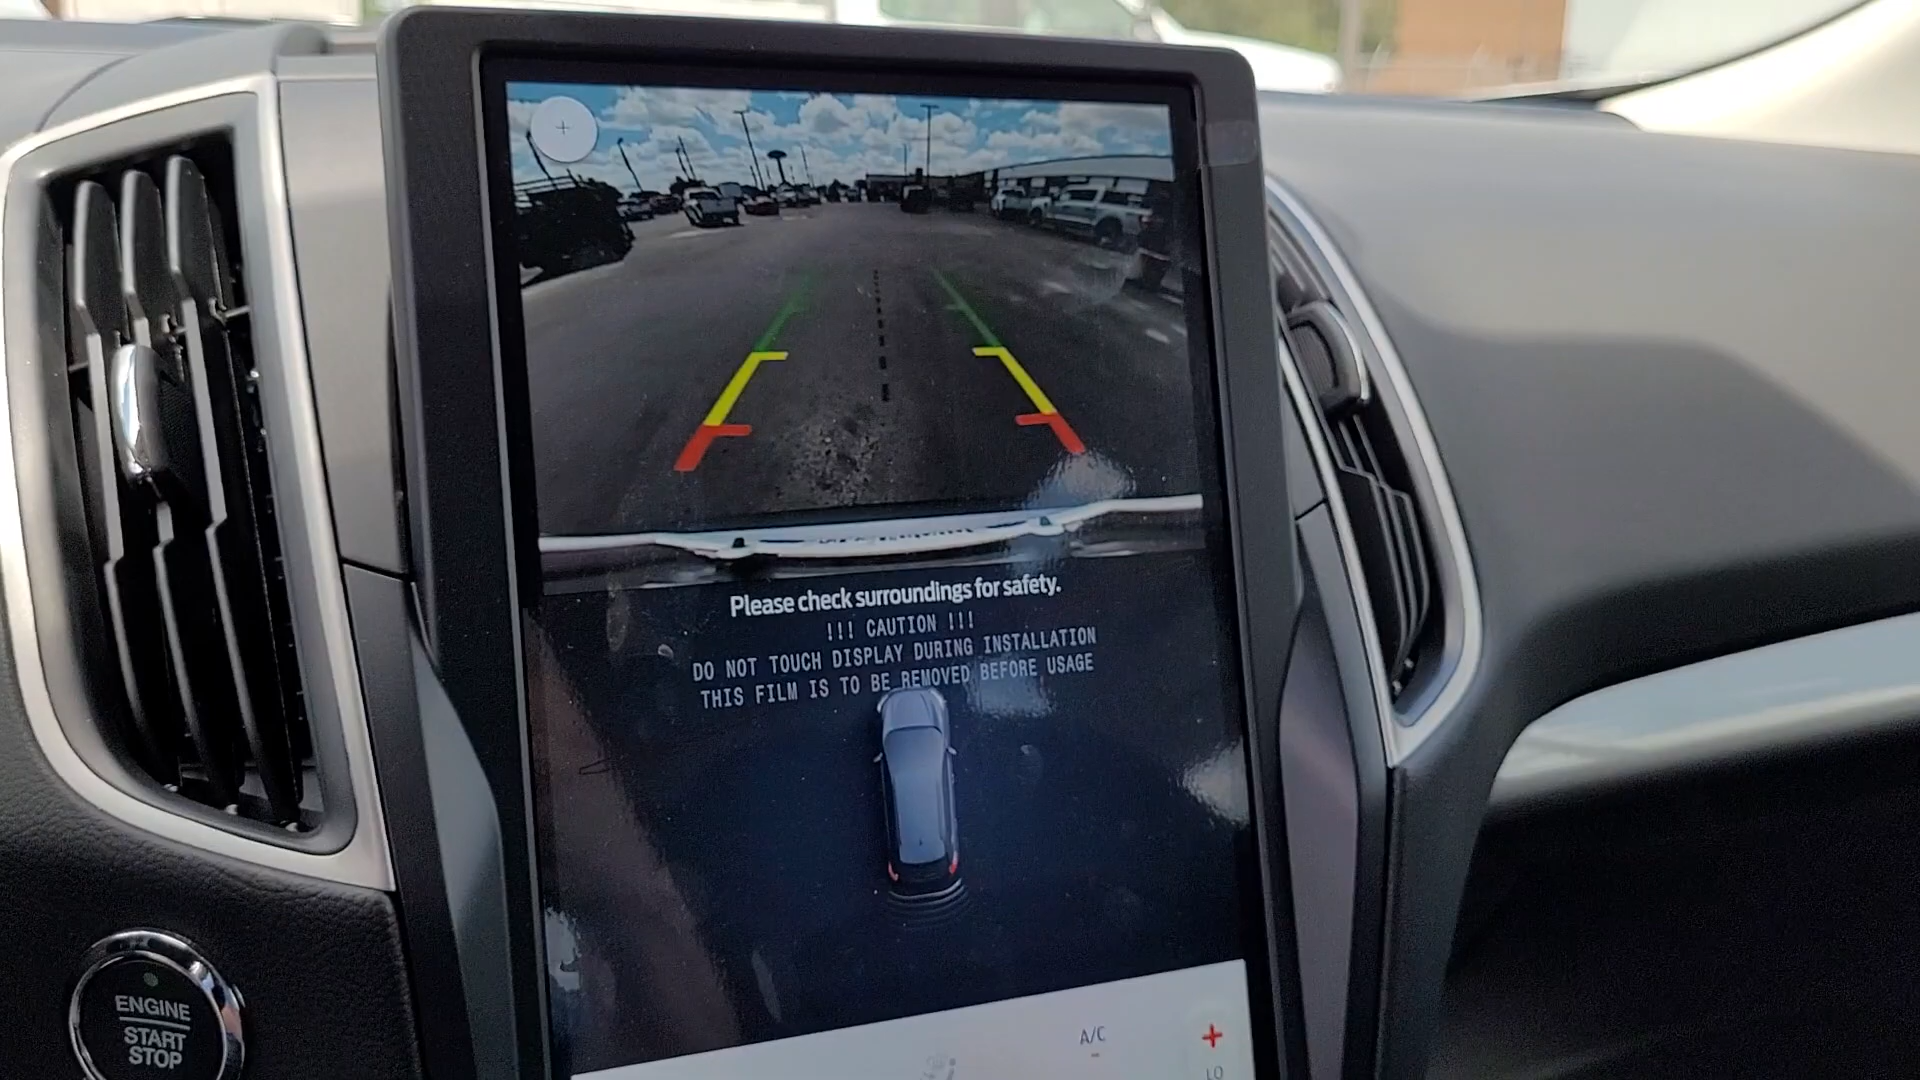 Please check surroundings for safety.
!!! CAUTION !!!
DO NOT TOUCH DISPLAY DURING INSTALLATION
THIS FILM IS TO BE REMOVED BEFORE USAGE
A/C
+
LO
ENGINE
START
STOP